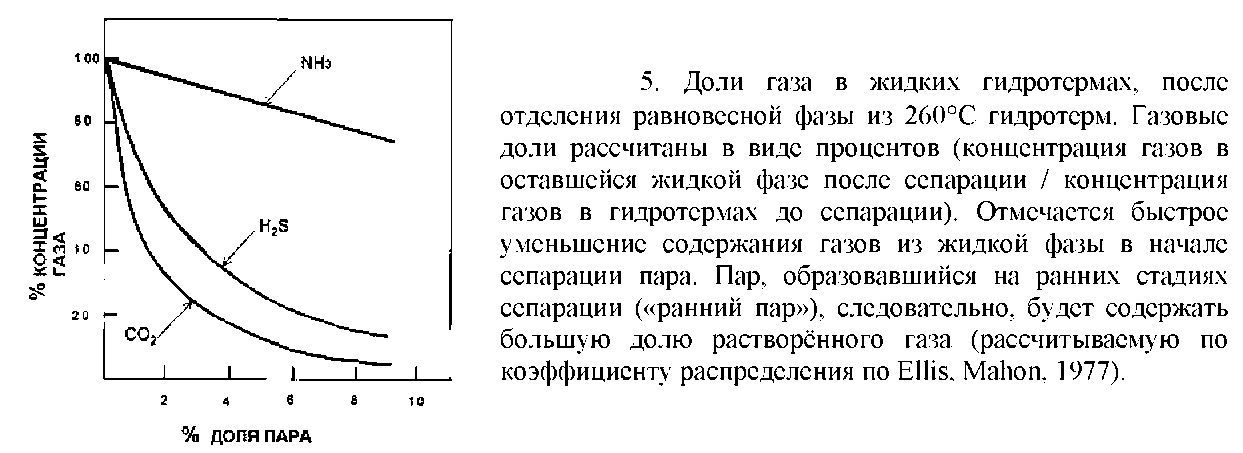 100
80
60
40
20
% КОНЦЕНТРАЦИИ
ГАЗА
NH₃
H₂S
CO₂
2 4 6 8 10
% ДОЛЯ ПАРА
5. Доли газа в жидких гидротермах, после
отделения равновесной фазы из 260°С гидротерм. Газовые
доли рассчитаны в виде процентов (концентрация газов в
оставшейся жидкой фазе после сепарации / концентрация
газов в гидротермах до сепарации). Отмечается быстрое
уменьшение содержания газов из жидкой фазы в начале
сепарации пара. Пар, образовавшийся на ранних стадиях
сепарации («ранний пар»), следовательно, будет содержать
большую долю растворённого газа (рассчитываемую по
коэффициенту распределения по Ellis, Mahon, 1977).